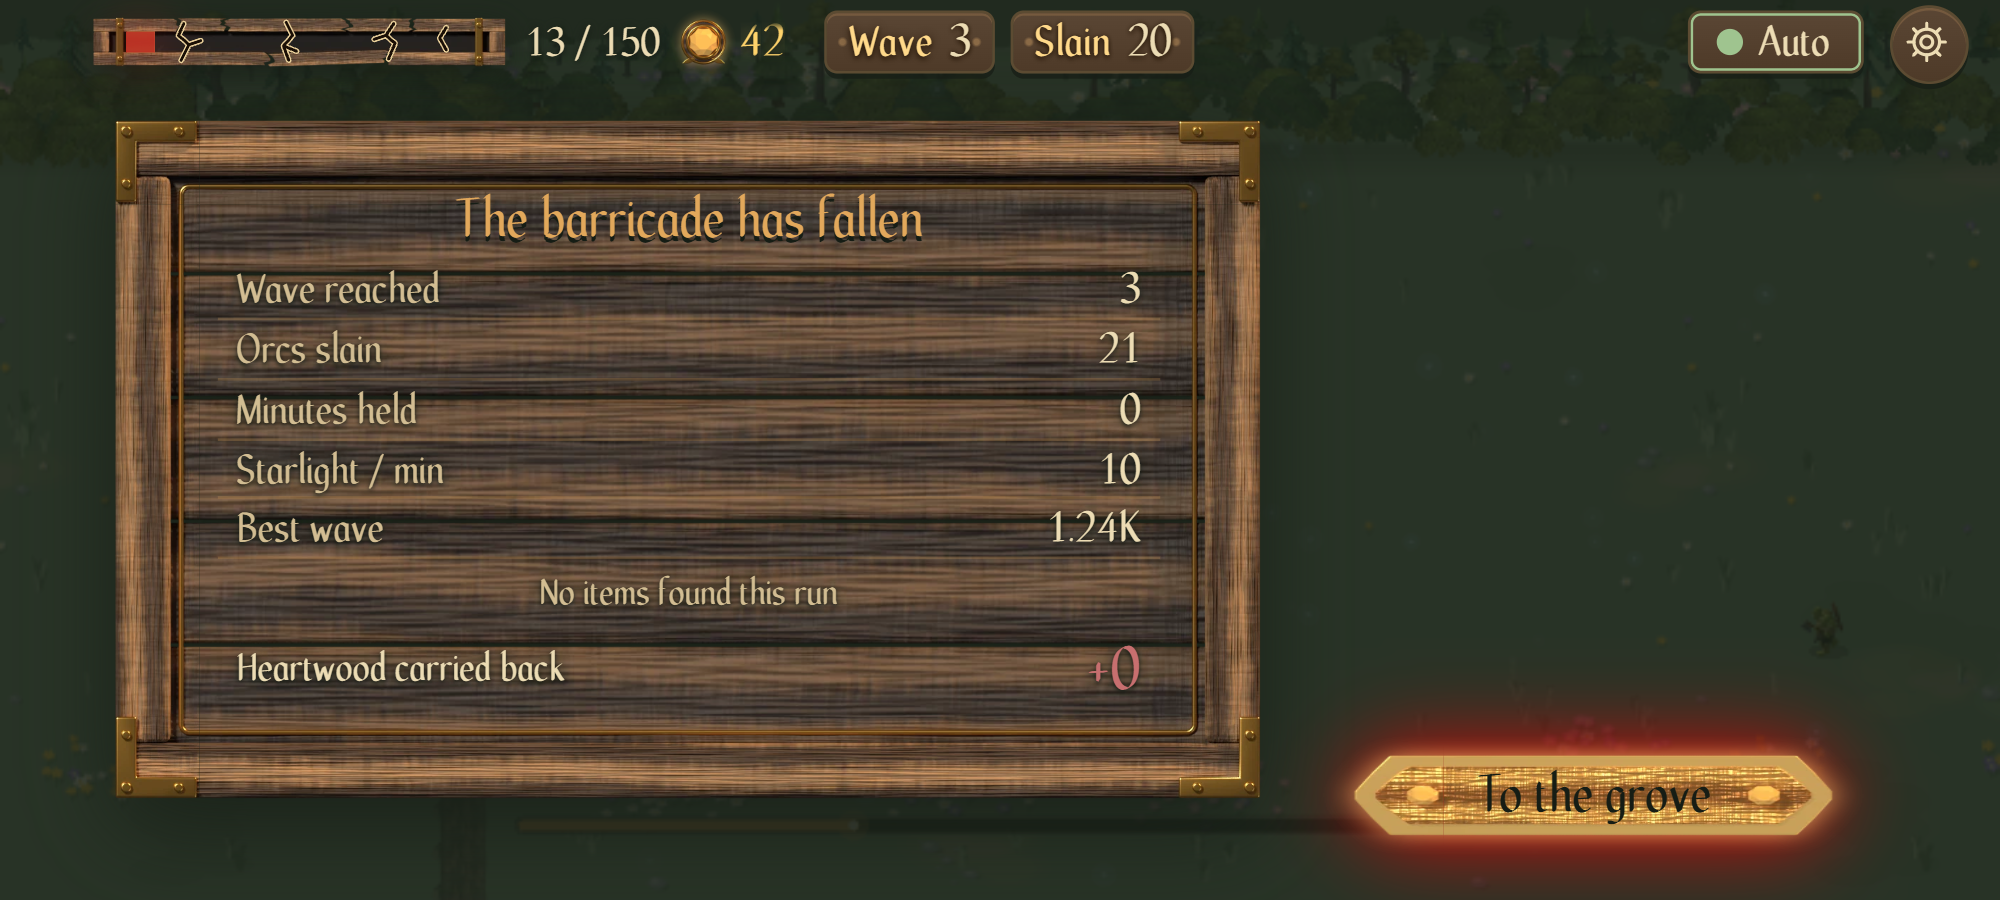 13 / 150
42
Wave 3
Slain 20
Auto
The barricade has fallen
Wave reached 3
Orcs slain 21
Minutes held 0
Starlight / min 10
Best wave 1.24K
No items found this run
Heartwood carried back +0
To the grove